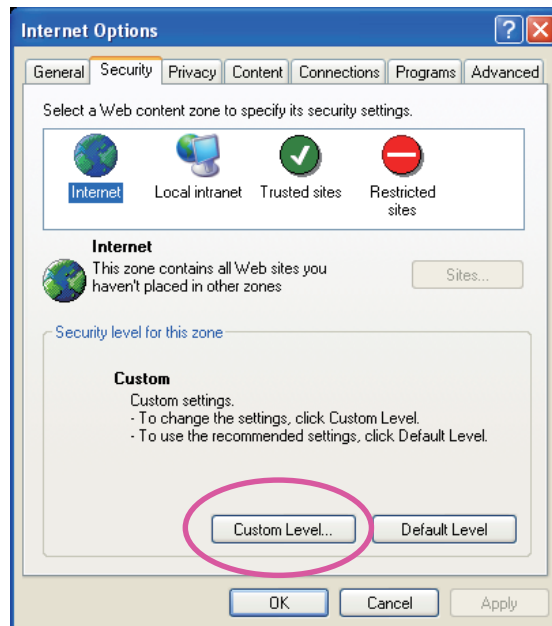 Internet Options
General Security Privacy Content Connections Programs Advanced
Select a Web content zone to specify its security settings.
Internet Local intranet Trusted sites Restricted sites
Internet
This zone contains all Web sites you
haven't placed in other zones
Sites...
Security level for this zone
Custom
Custom settings.
- To change the settings, click Custom Level.
- To use the recommended settings, click Default Level.
Custom Level... Default Level
OK Cancel Apply